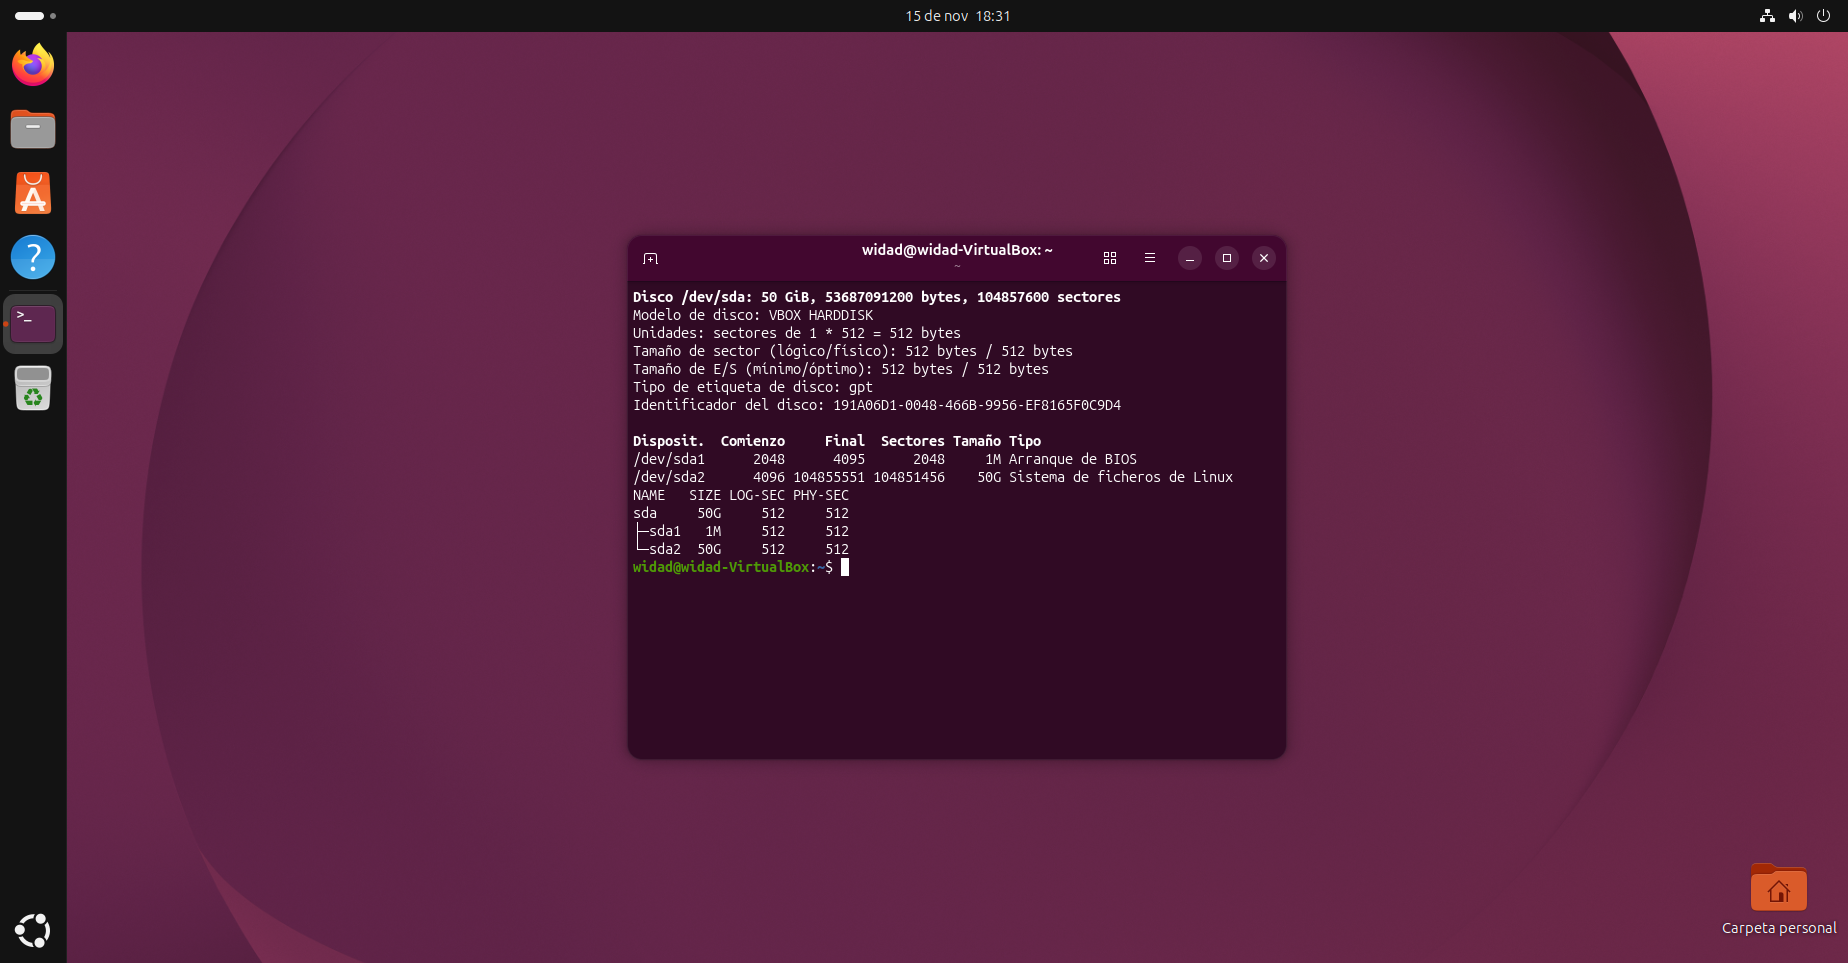 15 de nov 18:31
widad@widad-VirtualBox: ~
~
Disco /dev/sda: 50 GiB, 53687091200 bytes, 104857600 sectores
Modelo de disco: VBOX HARDDISK
Unidades: sectores de 1 * 512 = 512 bytes
Tamaño de sector (lógico/físico): 512 bytes / 512 bytes
Tamaño de E/S (mínimo/óptimo): 512 bytes / 512 bytes
Tipo de etiqueta de disco: gpt
Identificador del disco: 191A06D1-0048-466B-9956-EF8165F0C9D4
Disposit.  Comienzo     Final  Sectores Tamaño Tipo
/dev/sda1      2048      4095      2048     1M Arranque de BIOS
/dev/sda2      4096 104855551 104851456    50G Sistema de ficheros de Linux
NAME   SIZE LOG-SEC PHY-SEC
sda     50G     512     512
├─sda1   1M     512     512
└─sda2  50G     512     512
widad@widad-VirtualBox:~$
Carpeta personal